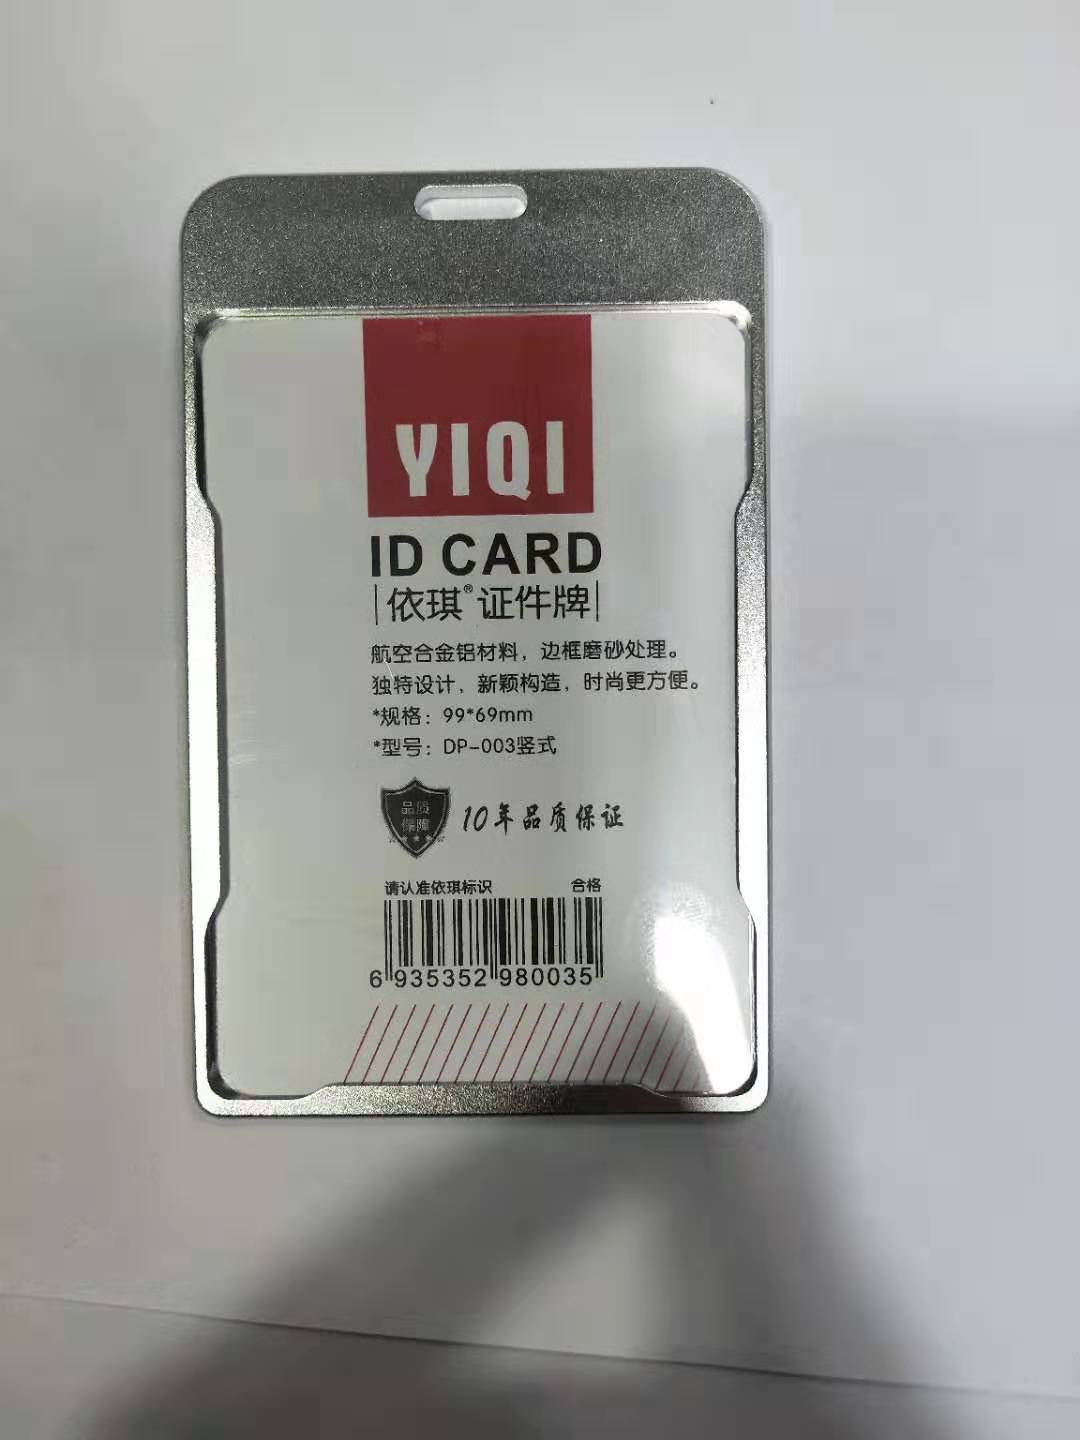 YIQI
ID CARD
依琪®证件牌
航空合金铝材料，边框磨砂处理。
独特设计，新颖构造，时尚更方便。
*规格：99*69mm
*型号：DP-003竖式
品质
保障
10年品质保证
请认准依琪标识 合格
6 935352 980035